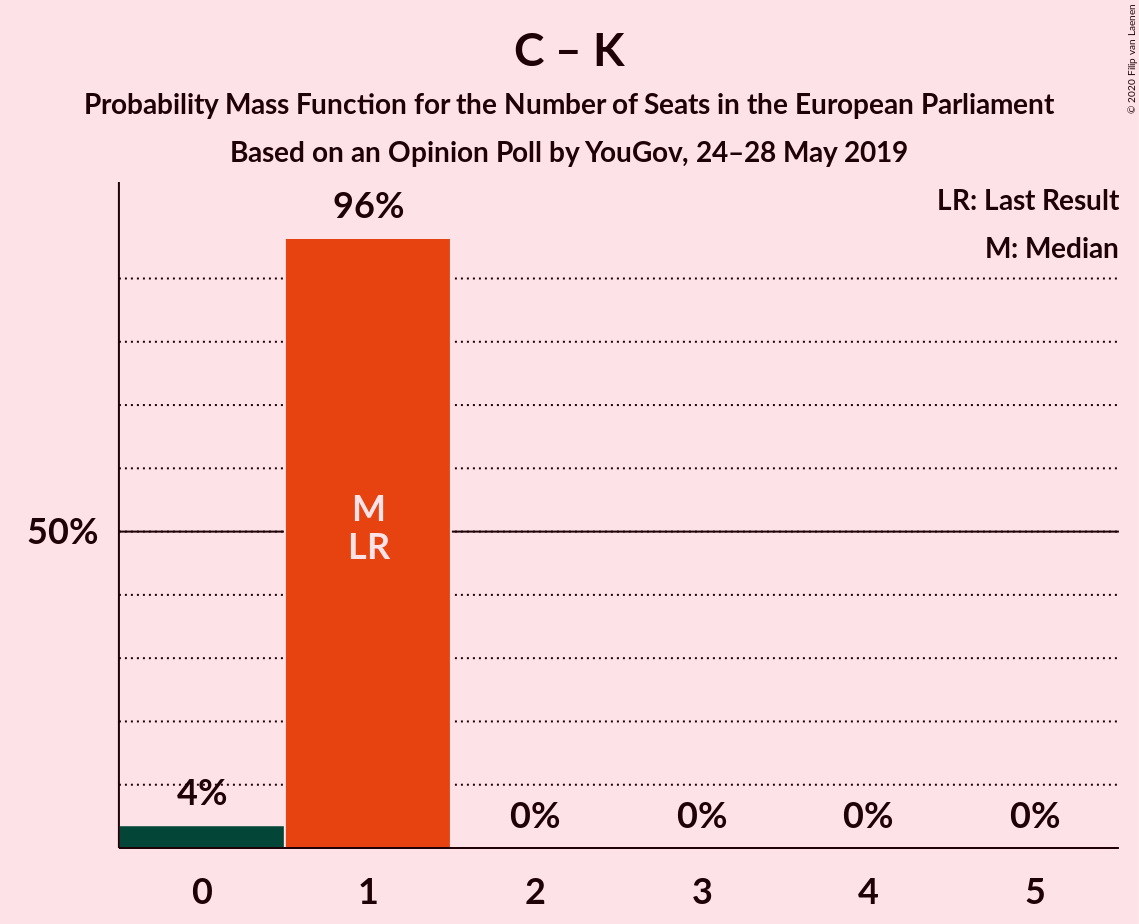 C – K
Probability Mass Function for the Number of Seats in the European Parliament
Based on an Opinion Poll by YouGov, 24–28 May 2019
© 2020 Filip van Laenen
LR: Last Result
M: Median
96%
M
LR
50%
4%
0%
0%
0%
0%
0
1
2
3
4
5